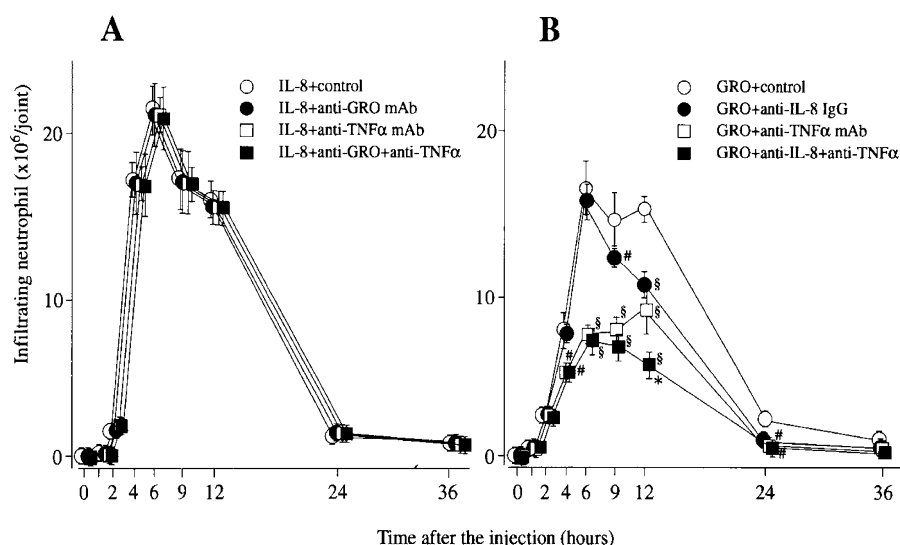 A
B
IL-8+control
IL-8+anti-GRO mAb
IL-8+anti-TNFα mAb
IL-8+anti-GRO+anti-TNFα
GRO+control
GRO+anti-IL-8 IgG
GRO+anti-TNFα mAb
GRO+anti-IL-8+anti-TNFα
Infiltrating neutrophil (x10⁶/joint)
20
10
0
20
10
0
# § § § § # # § § § * # #
0 2 4 6 9 12 24 36
0 2 4 6 9 12 24 36
Time after the injection (hours)